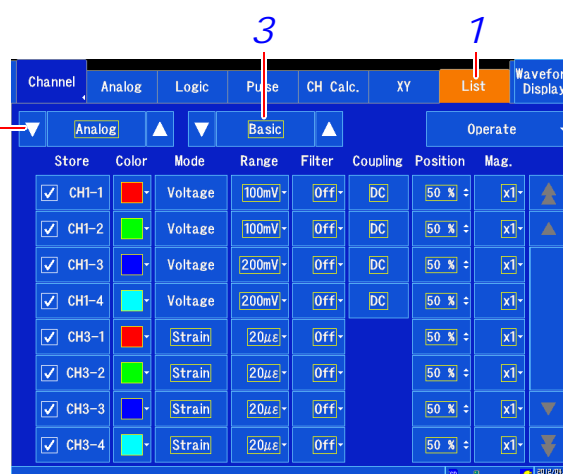 3 1
Channel Analog Logic Pulse CH Calc. XY List Wavefor
Display
▼ Analog ▲ ▼ Basic ▲ Operate
Store Color Mode Range Filter Coupling Position Mag.
CH1-1 Voltage 100mV Off DC 50 % x1
CH1-2 Voltage 100mV Off DC 50 % x1
CH1-3 Voltage 200mV Off DC 50 % x1
CH1-4 Voltage 200mV Off DC 50 % x1
CH3-1 Strain 20με Off 50 % x1
CH3-2 Strain 20με Off 50 % x1
CH3-3 Strain 20με Off 50 % x1
CH3-4 Strain 20με Off 50 % x1